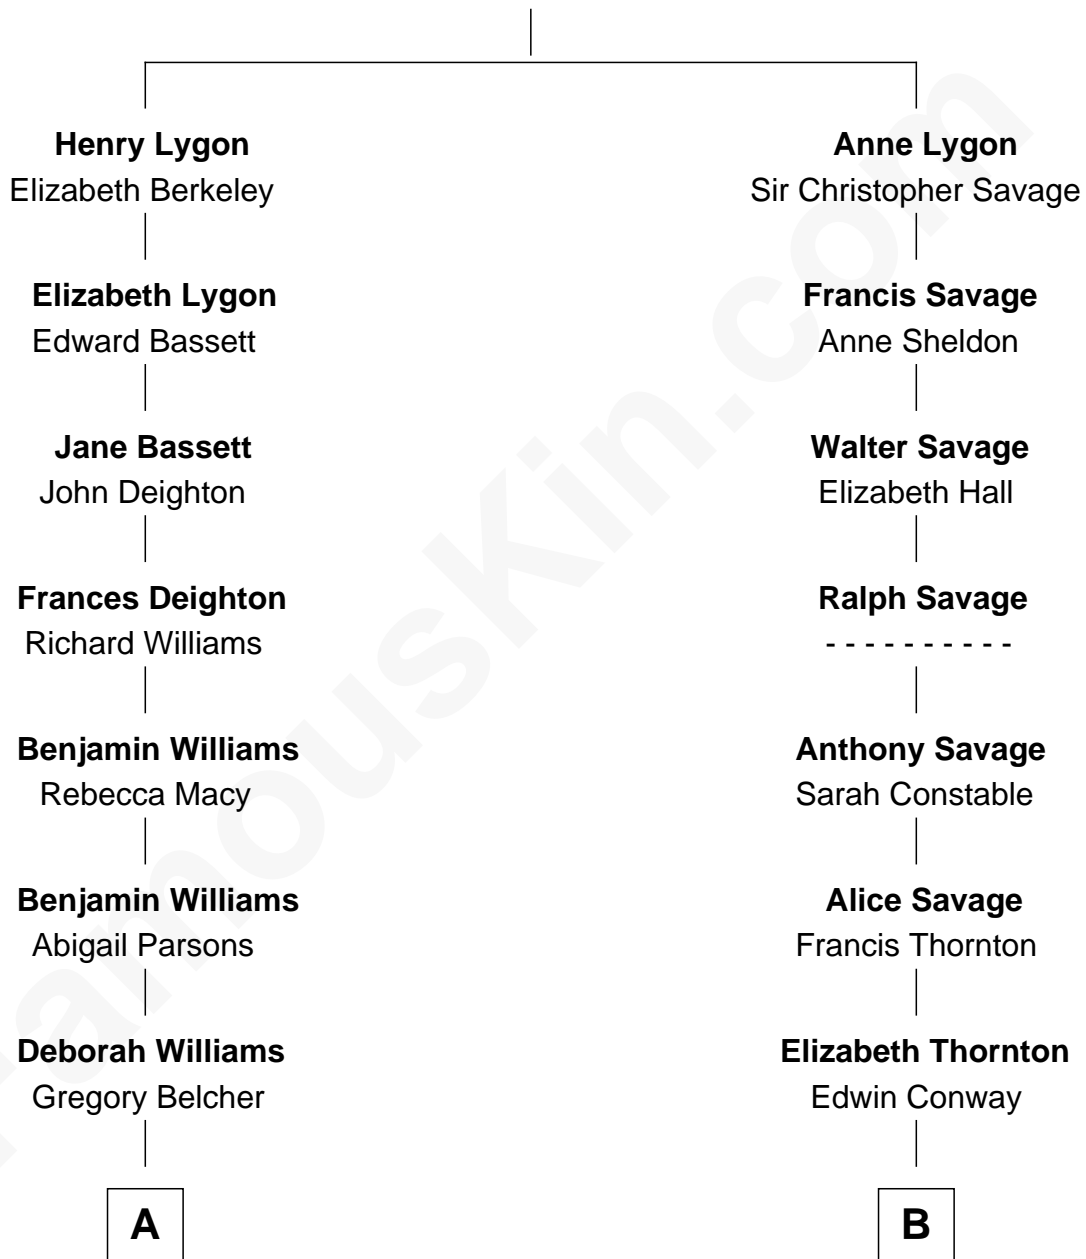 Henry Lygon
Elizabeth Berkeley
Elizabeth Lygon
Edward Bassett
Jane Bassett
John Deighton
Frances Deighton
Richard Williams
Benjamin Williams
Rebecca Macy
Benjamin Williams
Abigail Parsons
Deborah Williams
Gregory Belcher
A
Anne Lygon
Sir Christopher Savage
Francis Savage
Anne Sheldon
Walter Savage
Elizabeth Hall
Ralph Savage
- - - - - - - - - -
Anthony Savage
Sarah Constable
Alice Savage
Francis Thornton
Elizabeth Thornton
Edwin Conway
B
FamousKin.com